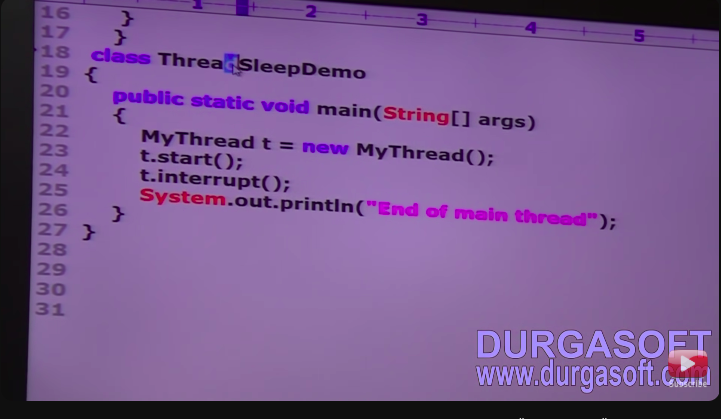 1 2 3 4 5
16 }
17 }
18 class ThreadSleepDemo
19 {
20 public static void main(String[] args)
21 {
22 MyThread t = new MyThread();
23 t.start();
24 t.interrupt();
25 System.out.println("End of main thread");
26 }
27 }
28
29
30
31
DURGASOFT
www.durgasoft.com
Subscribe